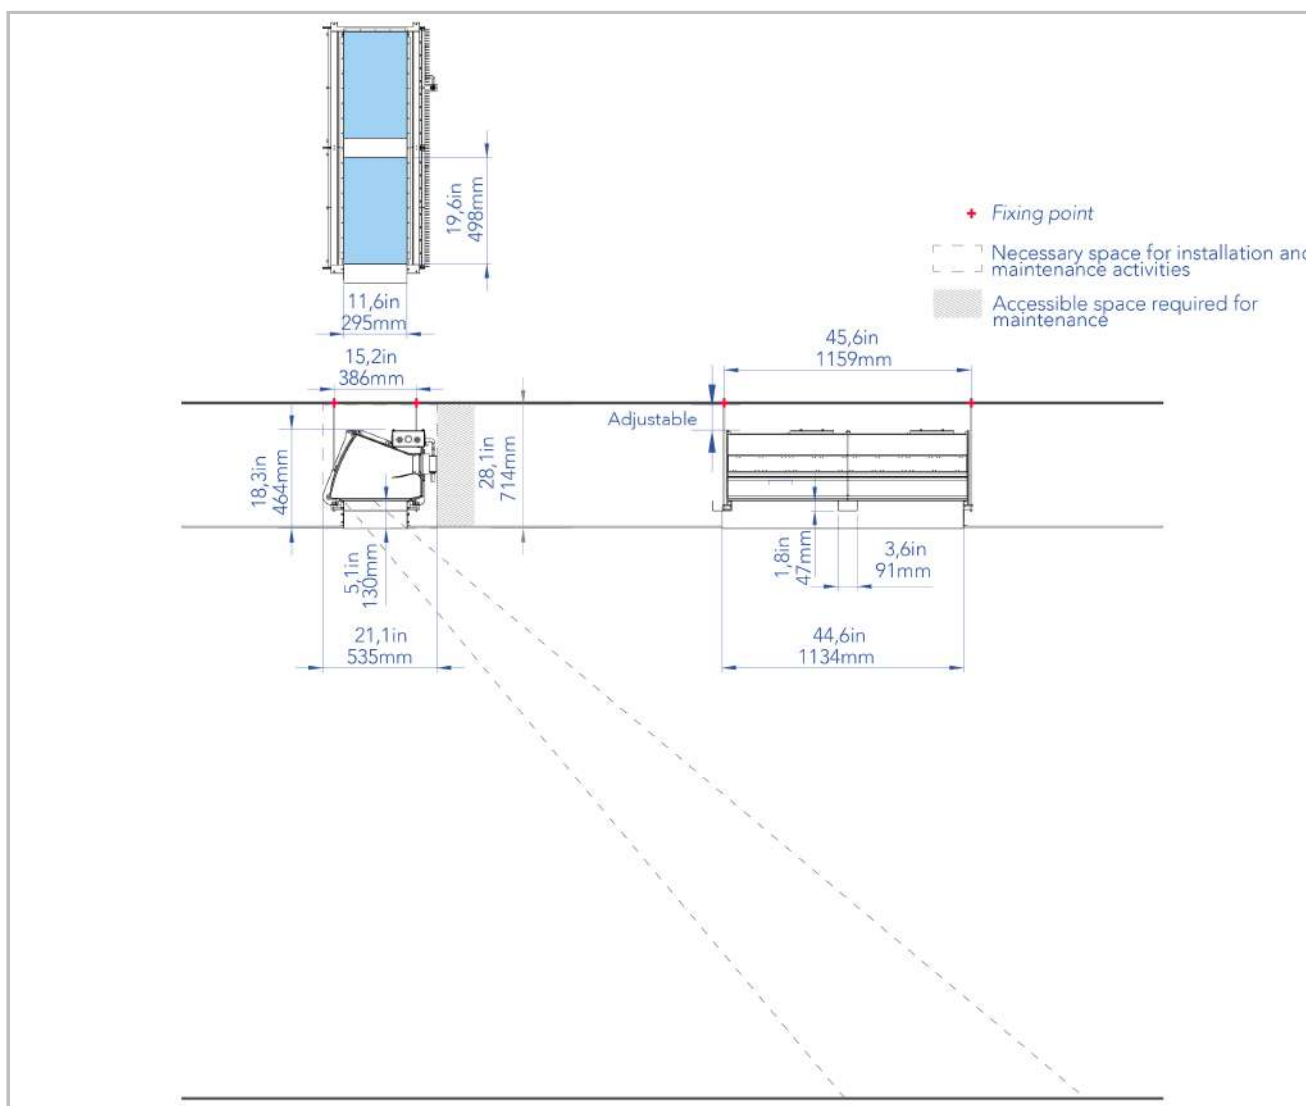 19,6in
498mm
11,6in
295mm
Fixing point
Necessary space for installation and
maintenance activities
Accessible space required for
maintenance
15,2in
386mm
45,6in
1159mm
Adjustable
18,3in
464mm
28,1in
714mm
5,1in
130mm
1,8in
47mm
3,6in
91mm
21,1in
535mm
44,6in
1134mm